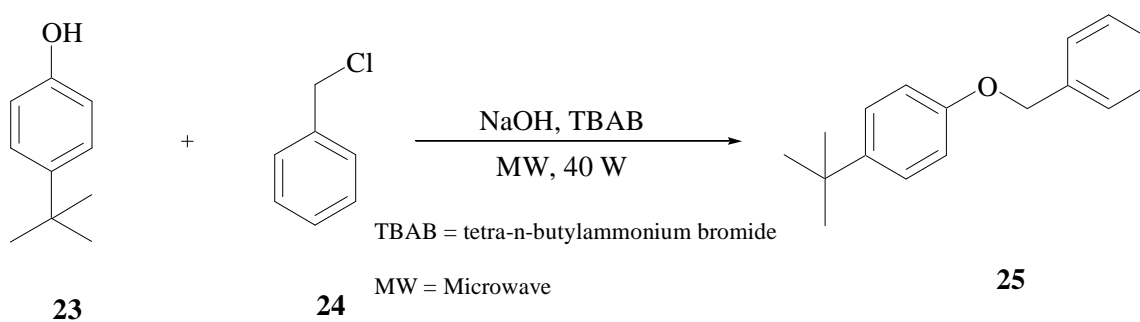 OH
Cl
O
NaOH, TBAB
+
MW, 40 W
TBAB = tetra-n-butylammonium bromide
MW = Microwave
23
24
25